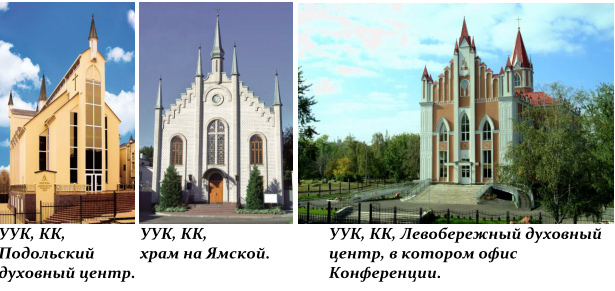 УУК, КК,
Подольский
духовный центр.
УУК, КК,
храм на Ямской.
УУК, КК, Левобережный духовный
центр, в котором офис
Конференции.